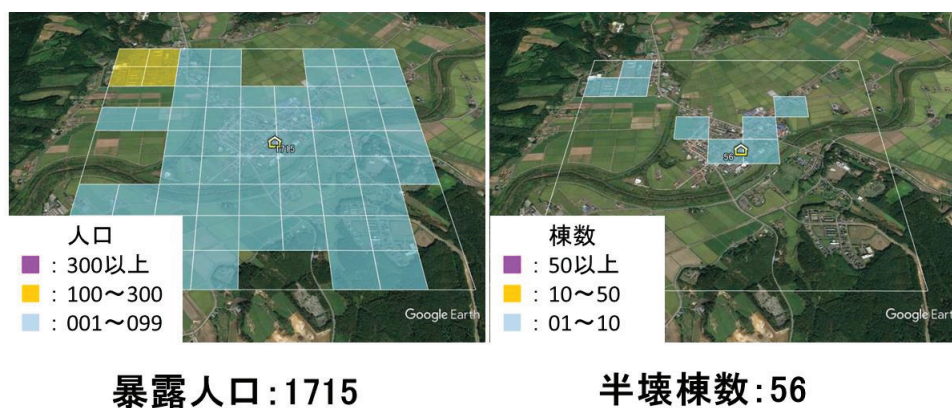 1715
人口
: 300以上
: 100～300
: 001～099
Google Earth
56
棟数
: 50以上
: 10～50
: 01～10
Google Earth
暴露人口:1715
半壊棟数:56